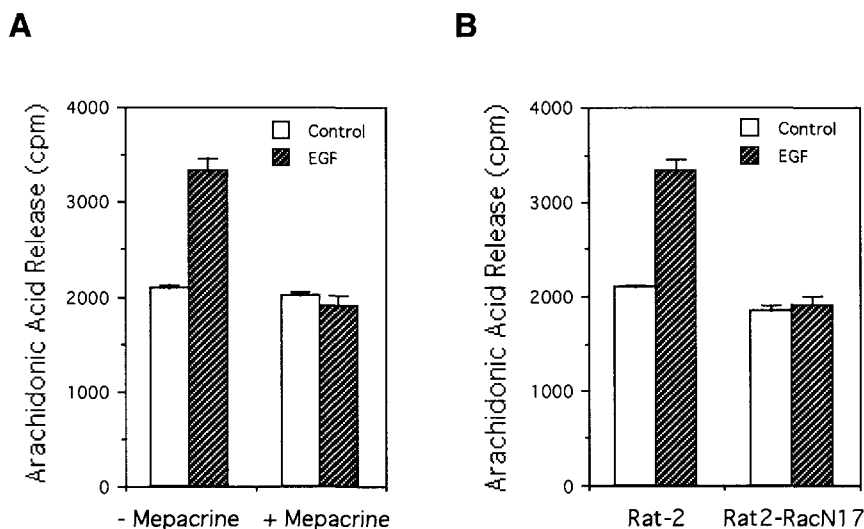 A
Arachidonic Acid Release (cpm)
4000
3000
2000
1000
0
Control
EGF
- Mepacrine + Mepacrine
B
Arachidonic Acid Release (cpm)
4000
3000
2000
1000
0
Control
EGF
Rat-2 Rat2-RacN17